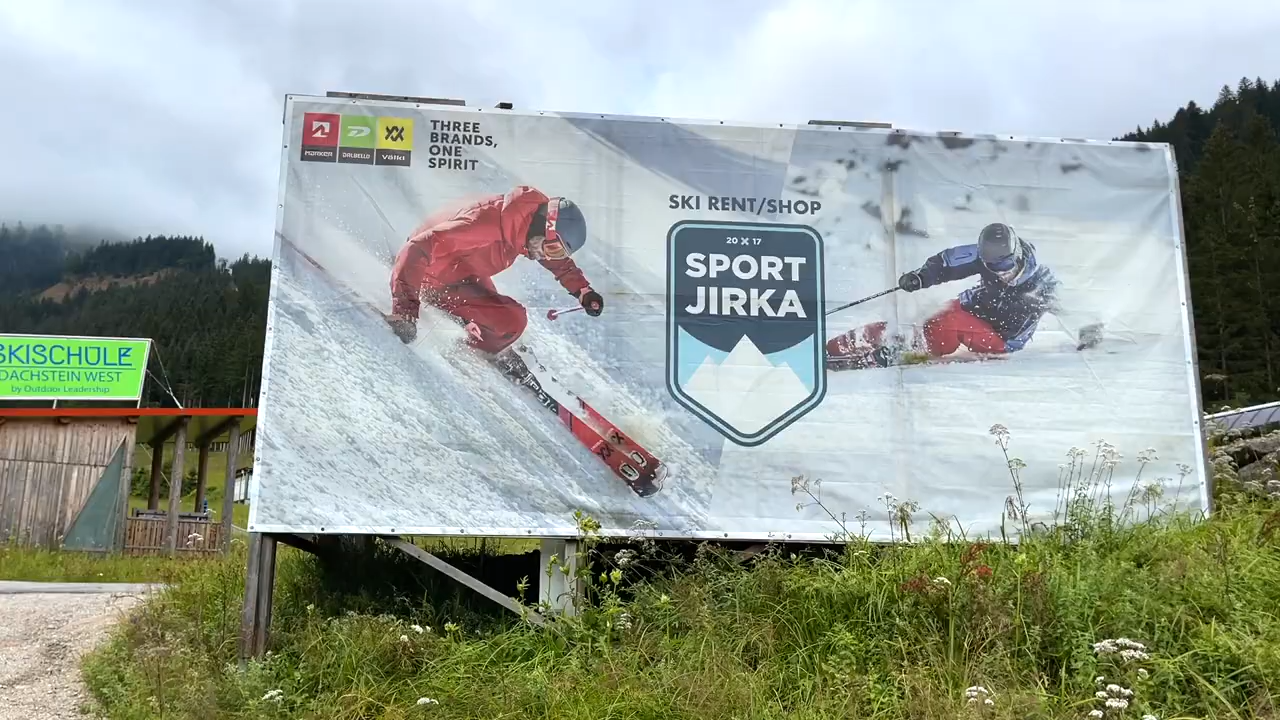 THREE
BRANDS,
ONE
SPIRIT
MARKER DALBELLO VÖLKL
SKI RENT/SHOP
20 X 17
SPORT
JIRKA
SKISCHULE
DACHSTEIN WEST
by Outdoor Leadership